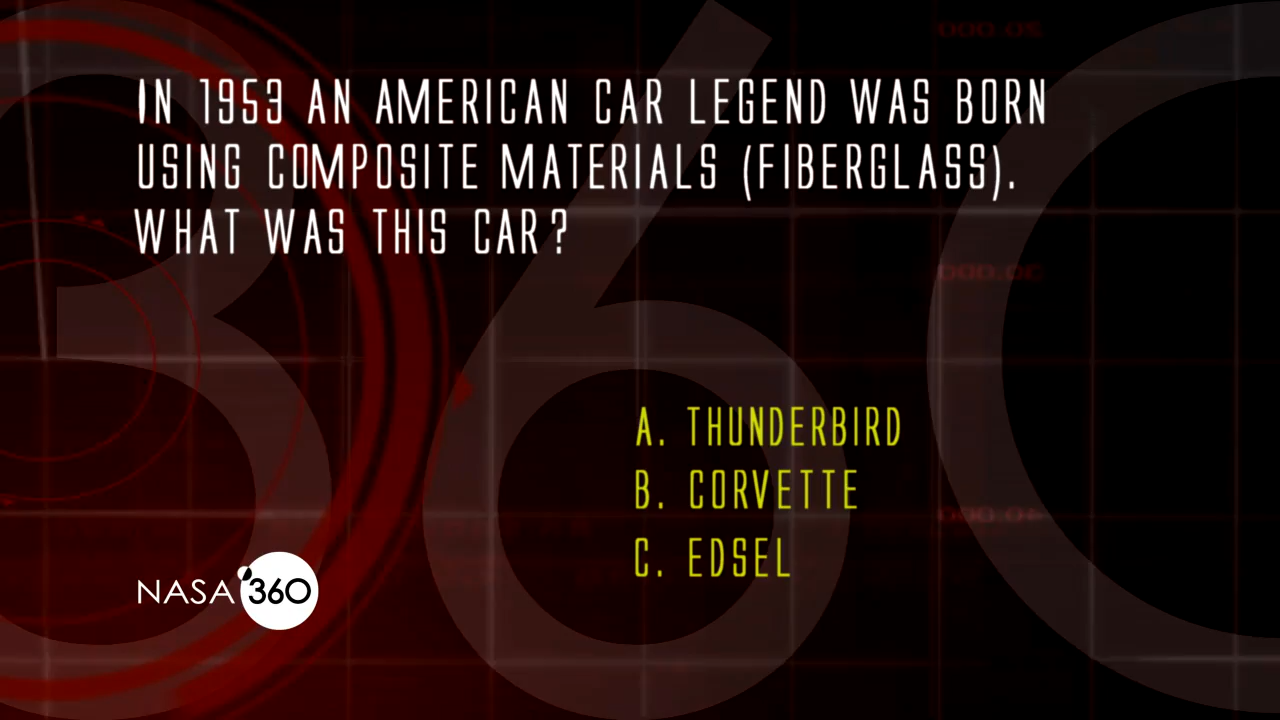 IN 1953 AN AMERICAN CAR LEGEND WAS BORN
USING COMPOSITE MATERIALS (FIBERGLASS).
WHAT WAS THIS CAR?
A. THUNDERBIRD
B. CORVETTE
C. EDSEL
NASA 360